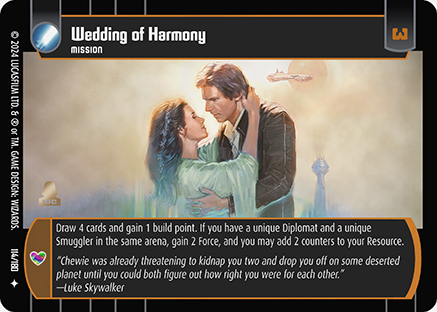 Wedding of Harmony
MISSION
© 2024 LUCASFILM LTD. & ® or TM. GAME DESIGN: WIZARDS.
Draw 4 cards and gain 1 build point. If you have a unique Diplomat and a unique
Smuggler in the same arena, gain 2 Force, and you may add 2 counters to your Resource.
"Chewie was already threatening to kidnap you two and drop you off on some deserted
planet until you could both figure out how right you were for each other."
—Luke Skywalker
114/180